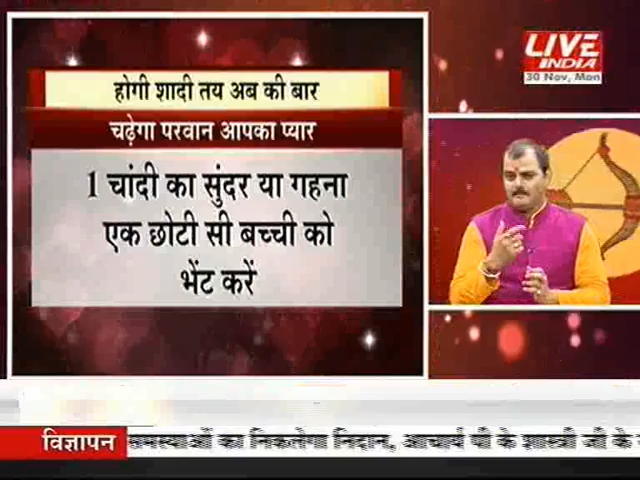 होगी शादी तय अब की बार
चढ़ेगा परवान आपका प्यार
1 चांदी का सुंदर या गहना
एक छोटी सी बच्ची को
भेंट करें
LIVE
INDIA
30 Nov, Mon
विज्ञापन समस्याओं का निकलेगा निदान, आचार्य पी के शास्त्री जी के